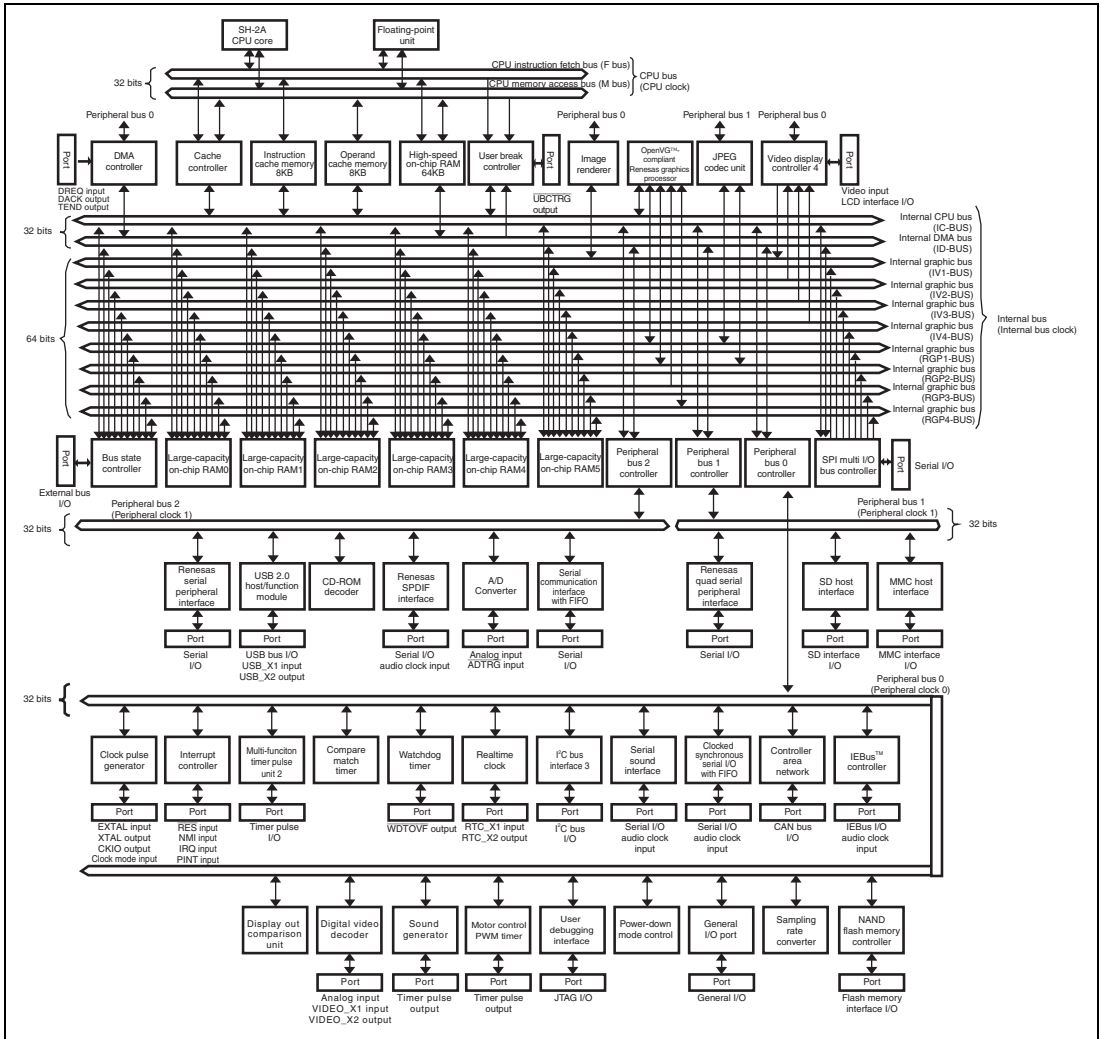 SH-2A
CPU core
Floating-point
unit
CPU instruction fetch bus (F bus)
32 bits
CPU memory access bus (M bus)
CPU bus
(CPU clock)
Peripheral bus 0
Peripheral bus 0
Peripheral bus 1
Peripheral bus 0
Port
DMA
controller
Cache
controller
Instruction
cache memory
8KB
Operand
cache memory
8KB
High-speed
on-chip RAM
64KB
User break
controller
Port
Image
renderer
OpenVG™-
compliant
Renesas graphics
processor
JPEG
codec unit
Video display
controller 4
Port
DREQ input
DACK output
TEND output
UBCTRG
output
Video input
LCD interface I/O
32 bits
Internal CPU bus
(IC-BUS)
Internal DMA bus
(ID-BUS)
Internal graphic bus
(IV1-BUS)
Internal graphic bus
(IV2-BUS)
Internal graphic bus
(IV3-BUS)
Internal graphic bus
(IV4-BUS)
Internal graphic bus
(RGP1-BUS)
Internal graphic bus
(RGP2-BUS)
Internal graphic bus
(RGP3-BUS)
Internal graphic bus
(RGP4-BUS)
64 bits
Internal bus
(Internal bus clock)
Port
External bus
I/O
Bus state
controller
Large-capacity
on-chip RAM0
Large-capacity
on-chip RAM1
Large-capacity
on-chip RAM2
Large-capacity
on-chip RAM3
Large-capacity
on-chip RAM4
Large-capacity
on-chip RAM5
Peripheral
bus 2
controller
Peripheral
bus 1
controller
Peripheral
bus 0
controller
SPI multi I/O
bus controller
Port
Serial I/O
Peripheral bus 2
(Peripheral clock 1)
Peripheral bus 1
(Peripheral clock 1)
32 bits
32 bits
Renesas
serial
peripheral
interface
USB 2.0
host/function
module
CD-ROM
decoder
Renesas
SPDIF
interface
A/D
Converter
Serial
communication
interface
with FIFO
Renesas
quad serial
peripheral
interface
SD host
interface
MMC host
interface
Port
Port
Port
Port
Port
Port
Port
Port
Serial
I/O
USB bus I/O
USB_X1 input
USB_X2 output
Serial I/O
audio clock input
Analog input
ADTRG input
Serial
I/O
Serial I/O
SD interface
I/O
MMC interface
I/O
Peripheral bus 0
(Peripheral clock 0)
32 bits
Clock pulse
generator
Interrupt
controller
Multi-funciton
timer pulse
unit 2
Compare
match
timer
Watchdog
timer
Realtime
clock
I²C bus
interface 3
Serial
sound
interface
Clocked
synchronous
serial I/O
with FIFO
Controller
area
network
IEBus™
controller
Port
Port
Port
Port
Port
Port
Port
Port
Port
Port
EXTAL input
XTAL output
CKIO output
Clock mode input
RES input
NMI input
IRQ input
PINT input
Timer pulse
I/O
WDTOVF output
RTC_X1 input
RTC_X2 output
I²C bus
I/O
Serial I/O
audio clock
input
Serial I/O
audio clock
input
CAN bus
I/O
IEBus I/O
audio clock
input
Display out
comparison
unit
Digital video
decoder
Sound
generator
Motor control
PWM timer
User
debugging
interface
Power-down
mode control
General
I/O port
Sampling
rate
converter
NAND
flash memory
controller
Port
Port
Port
Port
Port
Port
Analog input
VIDEO_X1 input
VIDEO_X2 output
Timer pulse
output
Timer pulse
output
JTAG I/O
General I/O
Flash memory
interface I/O